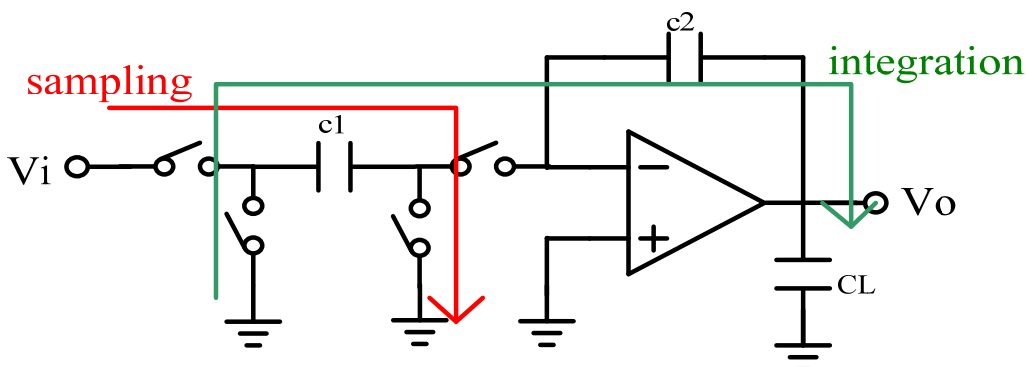 c2
integration
sampling
c1
Vi
Vo
CL